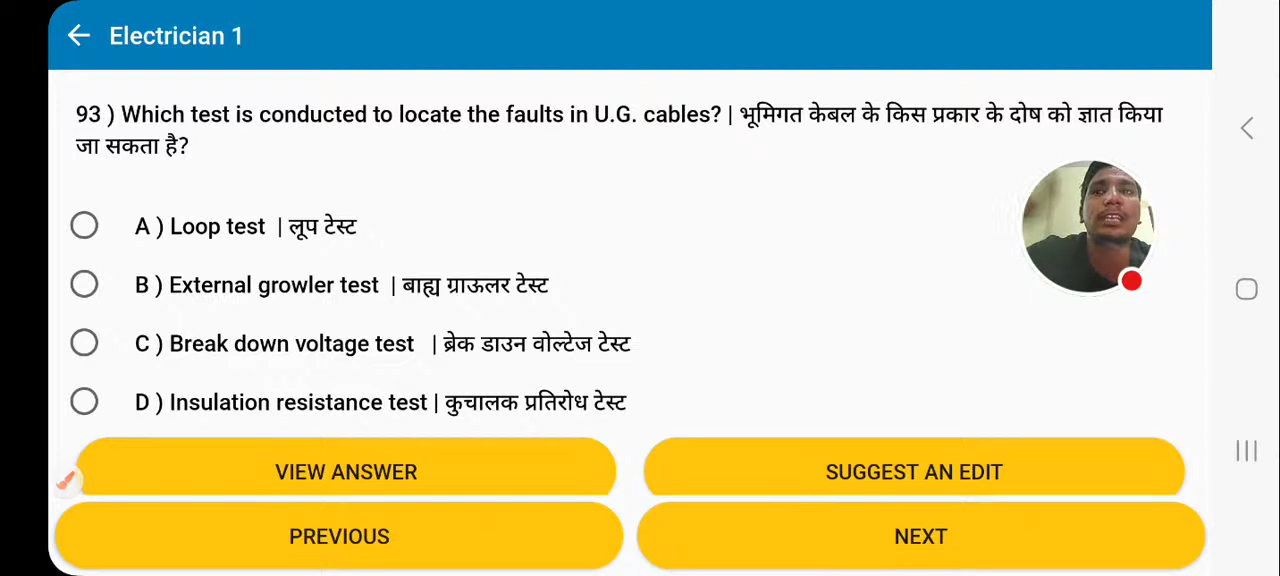 Electrician 1
93 ) Which test is conducted to locate the faults in U.G. cables? | भूमिगत केबल के किस प्रकार के दोष को ज्ञात किया
जा सकता है?
A ) Loop test | लूप टेस्ट
B ) External growler test | बाह्य ग्राऊलर टेस्ट
C ) Break down voltage test | ब्रेक डाउन वोल्टेज टेस्ट
D ) Insulation resistance test | कुचालक प्रतिरोध टेस्ट
VIEW ANSWER SUGGEST AN EDIT
PREVIOUS NEXT